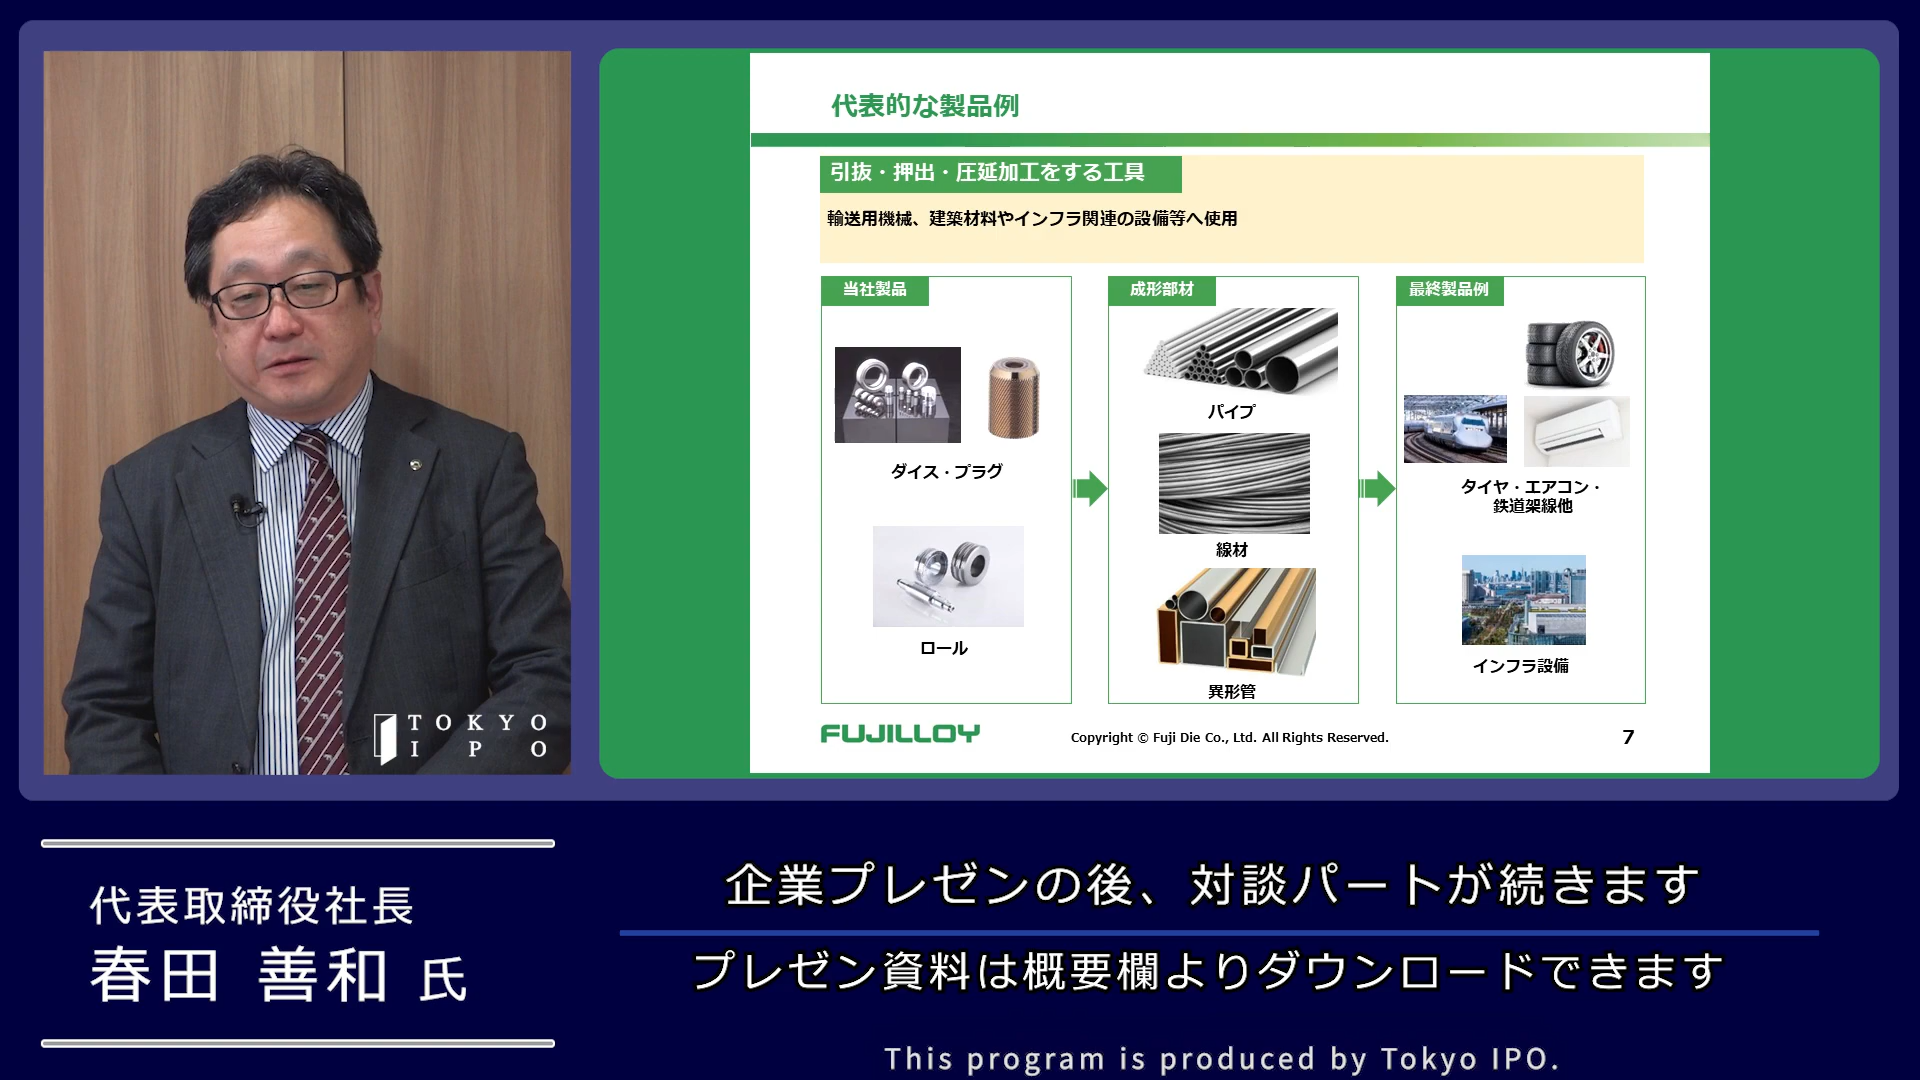 代表的な製品例
引抜・押出・圧延加工をする工具
輸送用機械、建築材料やインフラ関連の設備等へ使用
当社製品
ダイス・プラグ
ロール
成形部材
パイプ
線材
異形管
最終製品例
タイヤ・エアコン・
鉄道架線他
インフラ設備
FUJILLOY
Copyright © Fuji Die Co., Ltd. All Rights Reserved.
7
TOKYO
IPO
代表取締役社長
春田 善和 氏
企業プレゼンの後、対談パートが続きます
プレゼン資料は概要欄よりダウンロードできます
This program is produced by Tokyo IPO.